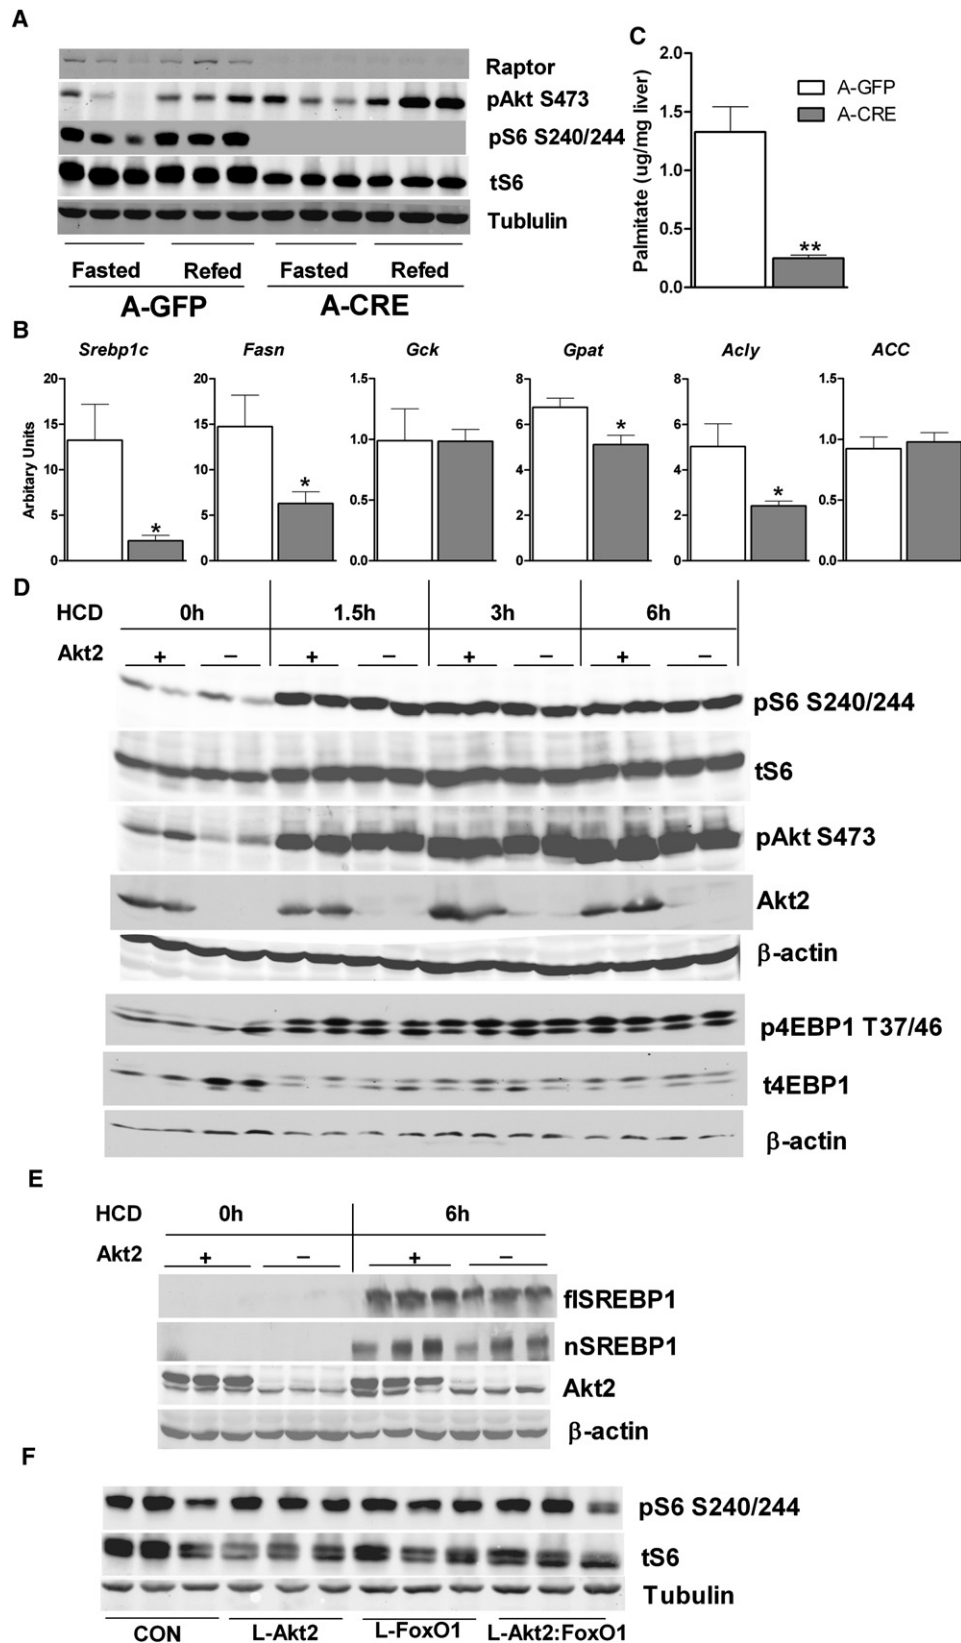 A
Raptor
pAkt S473
pS6 S240/244
tS6
Tublulin
Fasted Refed Fasted Refed
A-GFP A-CRE
C
Palmitate (ug/mg liver)
2.0
1.5
1.0
0.5
0.0
A-GFP
A-CRE
**
B
Srebp1c Fasn Gck Gpat Acly ACC
Arbitary Units
20 20 1.5 8 8 1.5
15 15 1.0 6 6 1.0
10 10 0.5 4 4 0.5
5 5 0.0 2 2 0.0
0 0 0 0
* * * *
D
HCD 0h 1.5h 3h 6h
Akt2 + – + – + – + –
pS6 S240/244
tS6
pAkt S473
Akt2
β-actin
p4EBP1 T37/46
t4EBP1
β-actin
E
HCD 0h 6h
Akt2 + – + –
flSREBP1
nSREBP1
Akt2
β-actin
F
pS6 S240/244
tS6
Tubulin
CON L-Akt2 L-FoxO1 L-Akt2:FoxO1